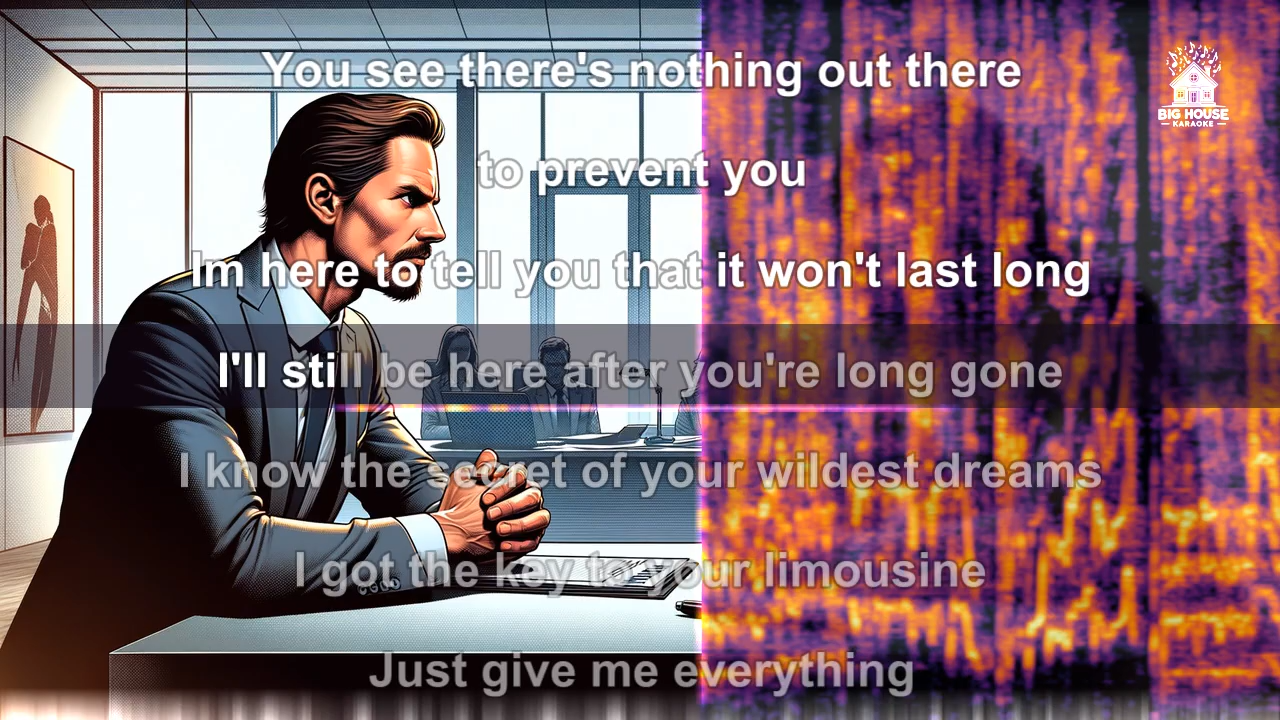 You see there's nothing out there
to prevent you
Im here to tell you that it won't last long
I'll still be here after you're long gone
I know the secret of your wildest dreams
I got the key to your limousine
Just give me everything
BIG HOUSE
KARAOKE